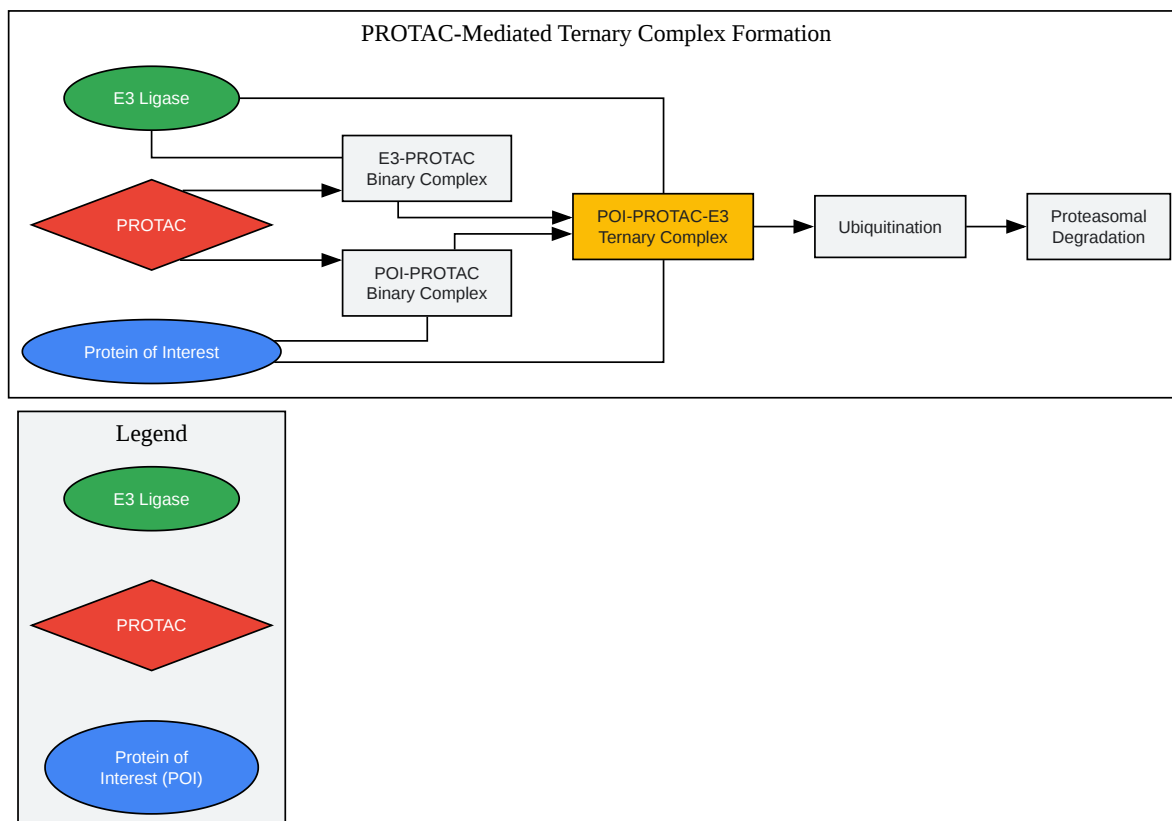 PROTAC-Mediated Ternary Complex Formation
E3 Ligase
E3-PROTAC
Binary Complex
PROTAC
POI-PROTAC
Binary Complex
Protein of Interest
POI-PROTAC-E3
Ternary Complex
Ubiquitination
Proteasomal
Degradation
Legend
E3 Ligase
PROTAC
Protein of
Interest (POI)